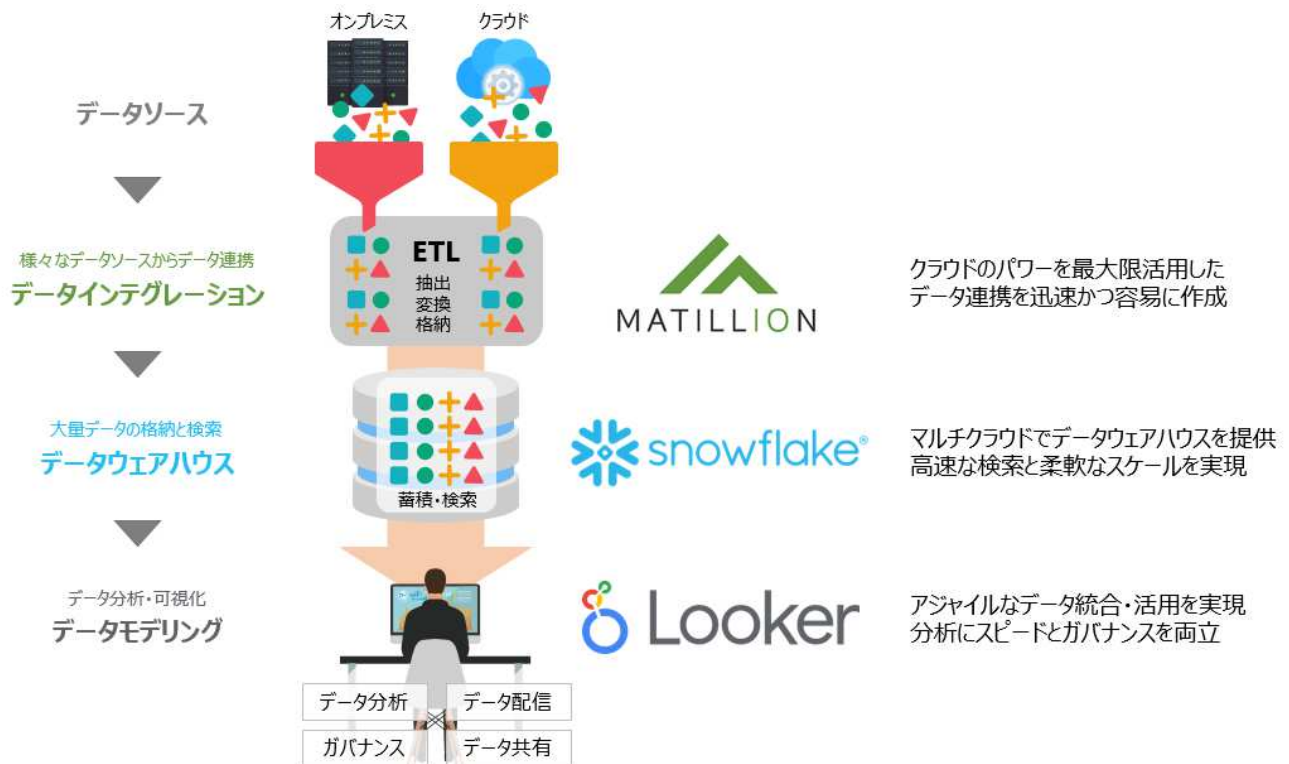 オンプレミス
クラウド
データソース
様々なデータソースからデータ連携
データインテグレーション
ETL
抽出
変換
格納
MATILLION
クラウドのパワーを最大限活用した
データ連携を迅速かつ容易に作成
大量データの格納と検索
データウェアハウス
蓄積・検索
snowflake®
マルチクラウドでデータウェアハウスを提供
高速な検索と柔軟なスケールを実現
データ分析・可視化
データモデリング
Looker
アジャイルなデータ統合・活用を実現
分析にスピードとガバナンスを両立
データ分析
データ配信
ガバナンス
データ共有